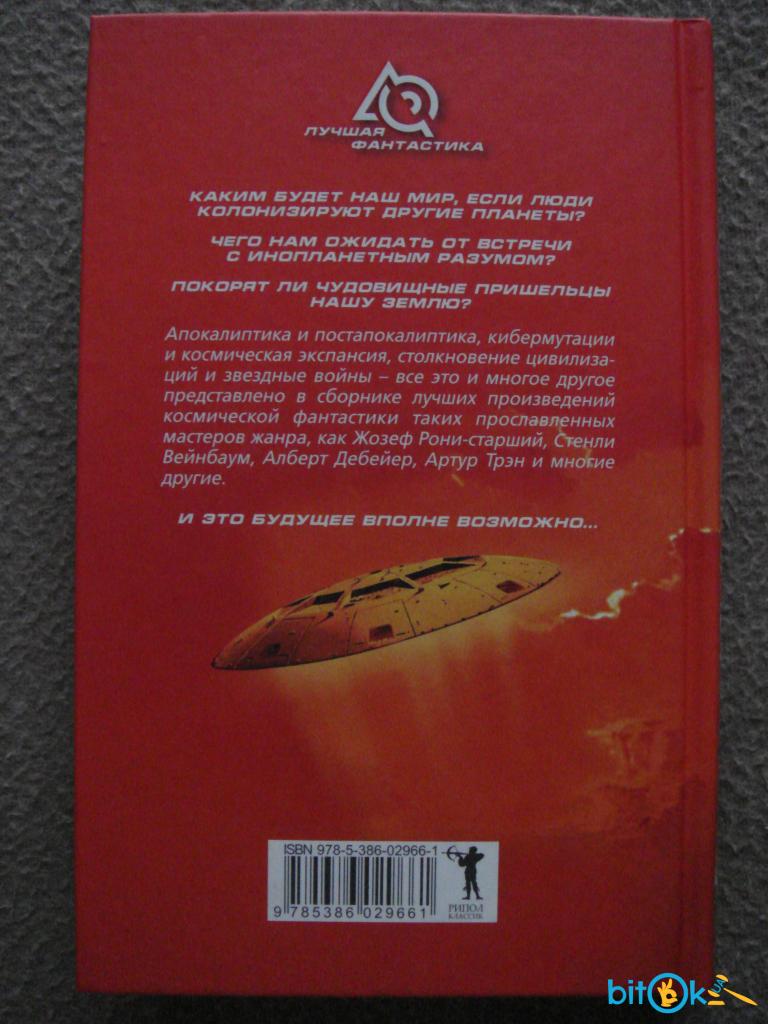 ЛУЧШАЯ
ФАНТАСТИКА
КАКИМ БУДЕТ НАШ МИР, ЕСЛИ ЛЮДИ
КОЛОНИЗИРУЮТ ДРУГИЕ ПЛАНЕТЫ?
ЧЕГО НАМ ОЖИДАТЬ ОТ ВСТРЕЧИ
С ИНОПЛАНЕТНЫМ РАЗУМОМ?
ПОКОРЯТ ЛИ ЧУДОВИЩНЫЕ ПРИШЕЛЬЦЫ
НАШУ ЗЕМЛЮ?
Апокалиптика и постапокалиптика, кибермутации
и космическая экспансия, столкновение цивилиза-
ций и звездные войны – все это и многое другое
представлено в сборнике лучших произведений
космической фантастики таких прославленных
мастеров жанра, как Жозеф Рони-старший, Стенли
Вейнбаум, Алберт Дебейер, Артур Трэн и многие
другие.
И ЭТО БУДУЩЕЕ ВПОЛНЕ ВОЗМОЖНО...
ISBN 978-5-386-02966-1
9 785386 029661
РИПОЛ
КЛАССИК
bitOk.UA